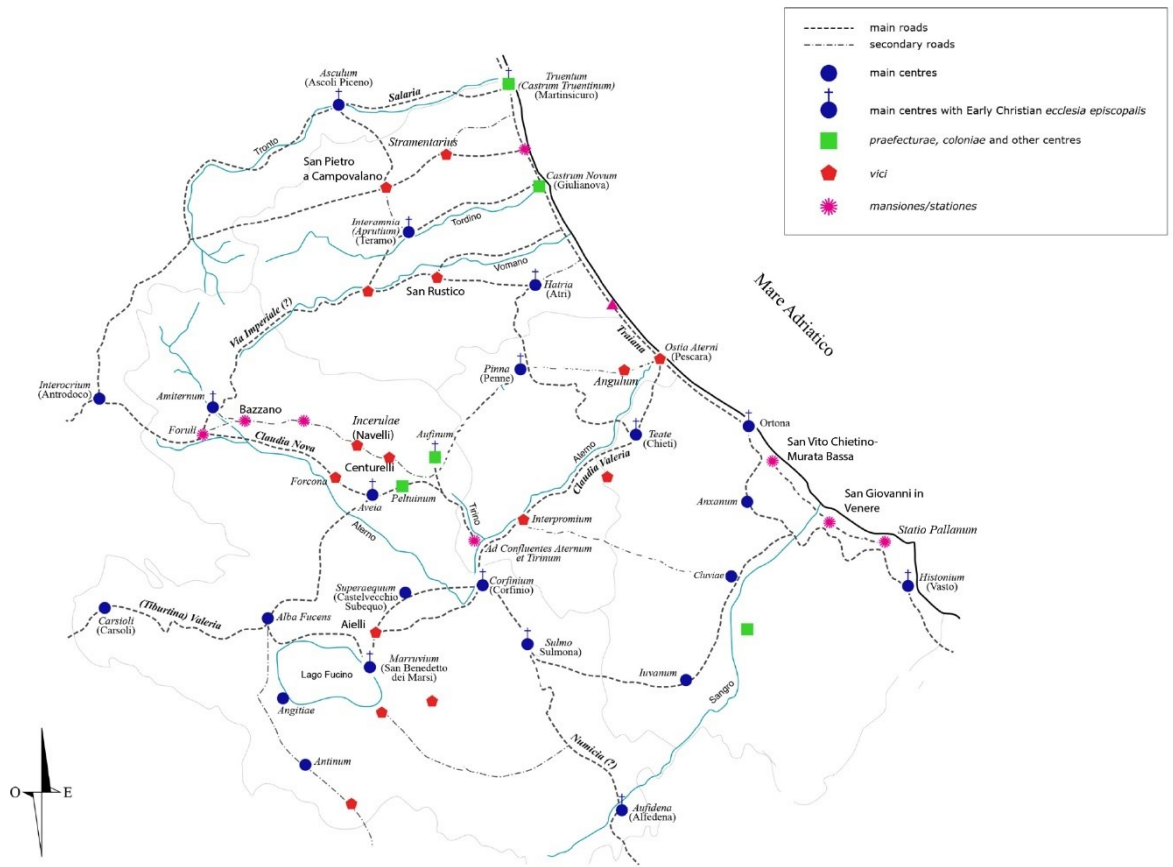 main roads
secondary roads
main centres
main centres with Early Christian ecclesia episcopalis
praefecturae, coloniae and other centres
vici
mansiones/stationes
Asculum
(Ascoli Piceno)
Salaria
Truentum
(Castrum Truentinum)
(Martinsicuro)
Tronto
Stramentarius
San Pietro
a Campovalano
Castrum Novum
(Giulianova)
Interamnia
(Aprutium)
(Teramo)
Tordino
Vomano
San Rustico
Hatria
(Atri)
Mare Adriatico
Via Imperiale (?)
Traiana
Ostia Aterni
(Pescara)
Pinna
(Penne)
Angulum
Interocrium
(Antrodoco)
Amiternum
Bazzano
Foruli
Claudia Nova
Incerulae
(Navelli)
Aufinum
Centurelli
Forcona
Aveia
Peltuinum
Teate
(Chieti)
Ortona
Aterno
Claudia Valeria
San Vito Chietino-
Murata Bassa
Anxanum
San Giovanni in
Venere
Statio Pallanum
Tirino
Interpromium
Aterno
Ad Confluentes Aternum
et Tirinum
Cluviae
Histonium
(Vasto)
Superaequum
(Castelvecchio
Subequo)
Corfinium
(Corfinio)
Carsioli
(Carsoli)
(Tiburtina) Valeria
Alba Fucens
Aielli
Sulmo
Sulmona)
Marruvium
(San Benedetto
dei Marsi)
Lago Fucino
Iuvanum
Sangro
Angitiae
Numicia (?)
Antinum
Aufidena
(Alfedena)
O
E